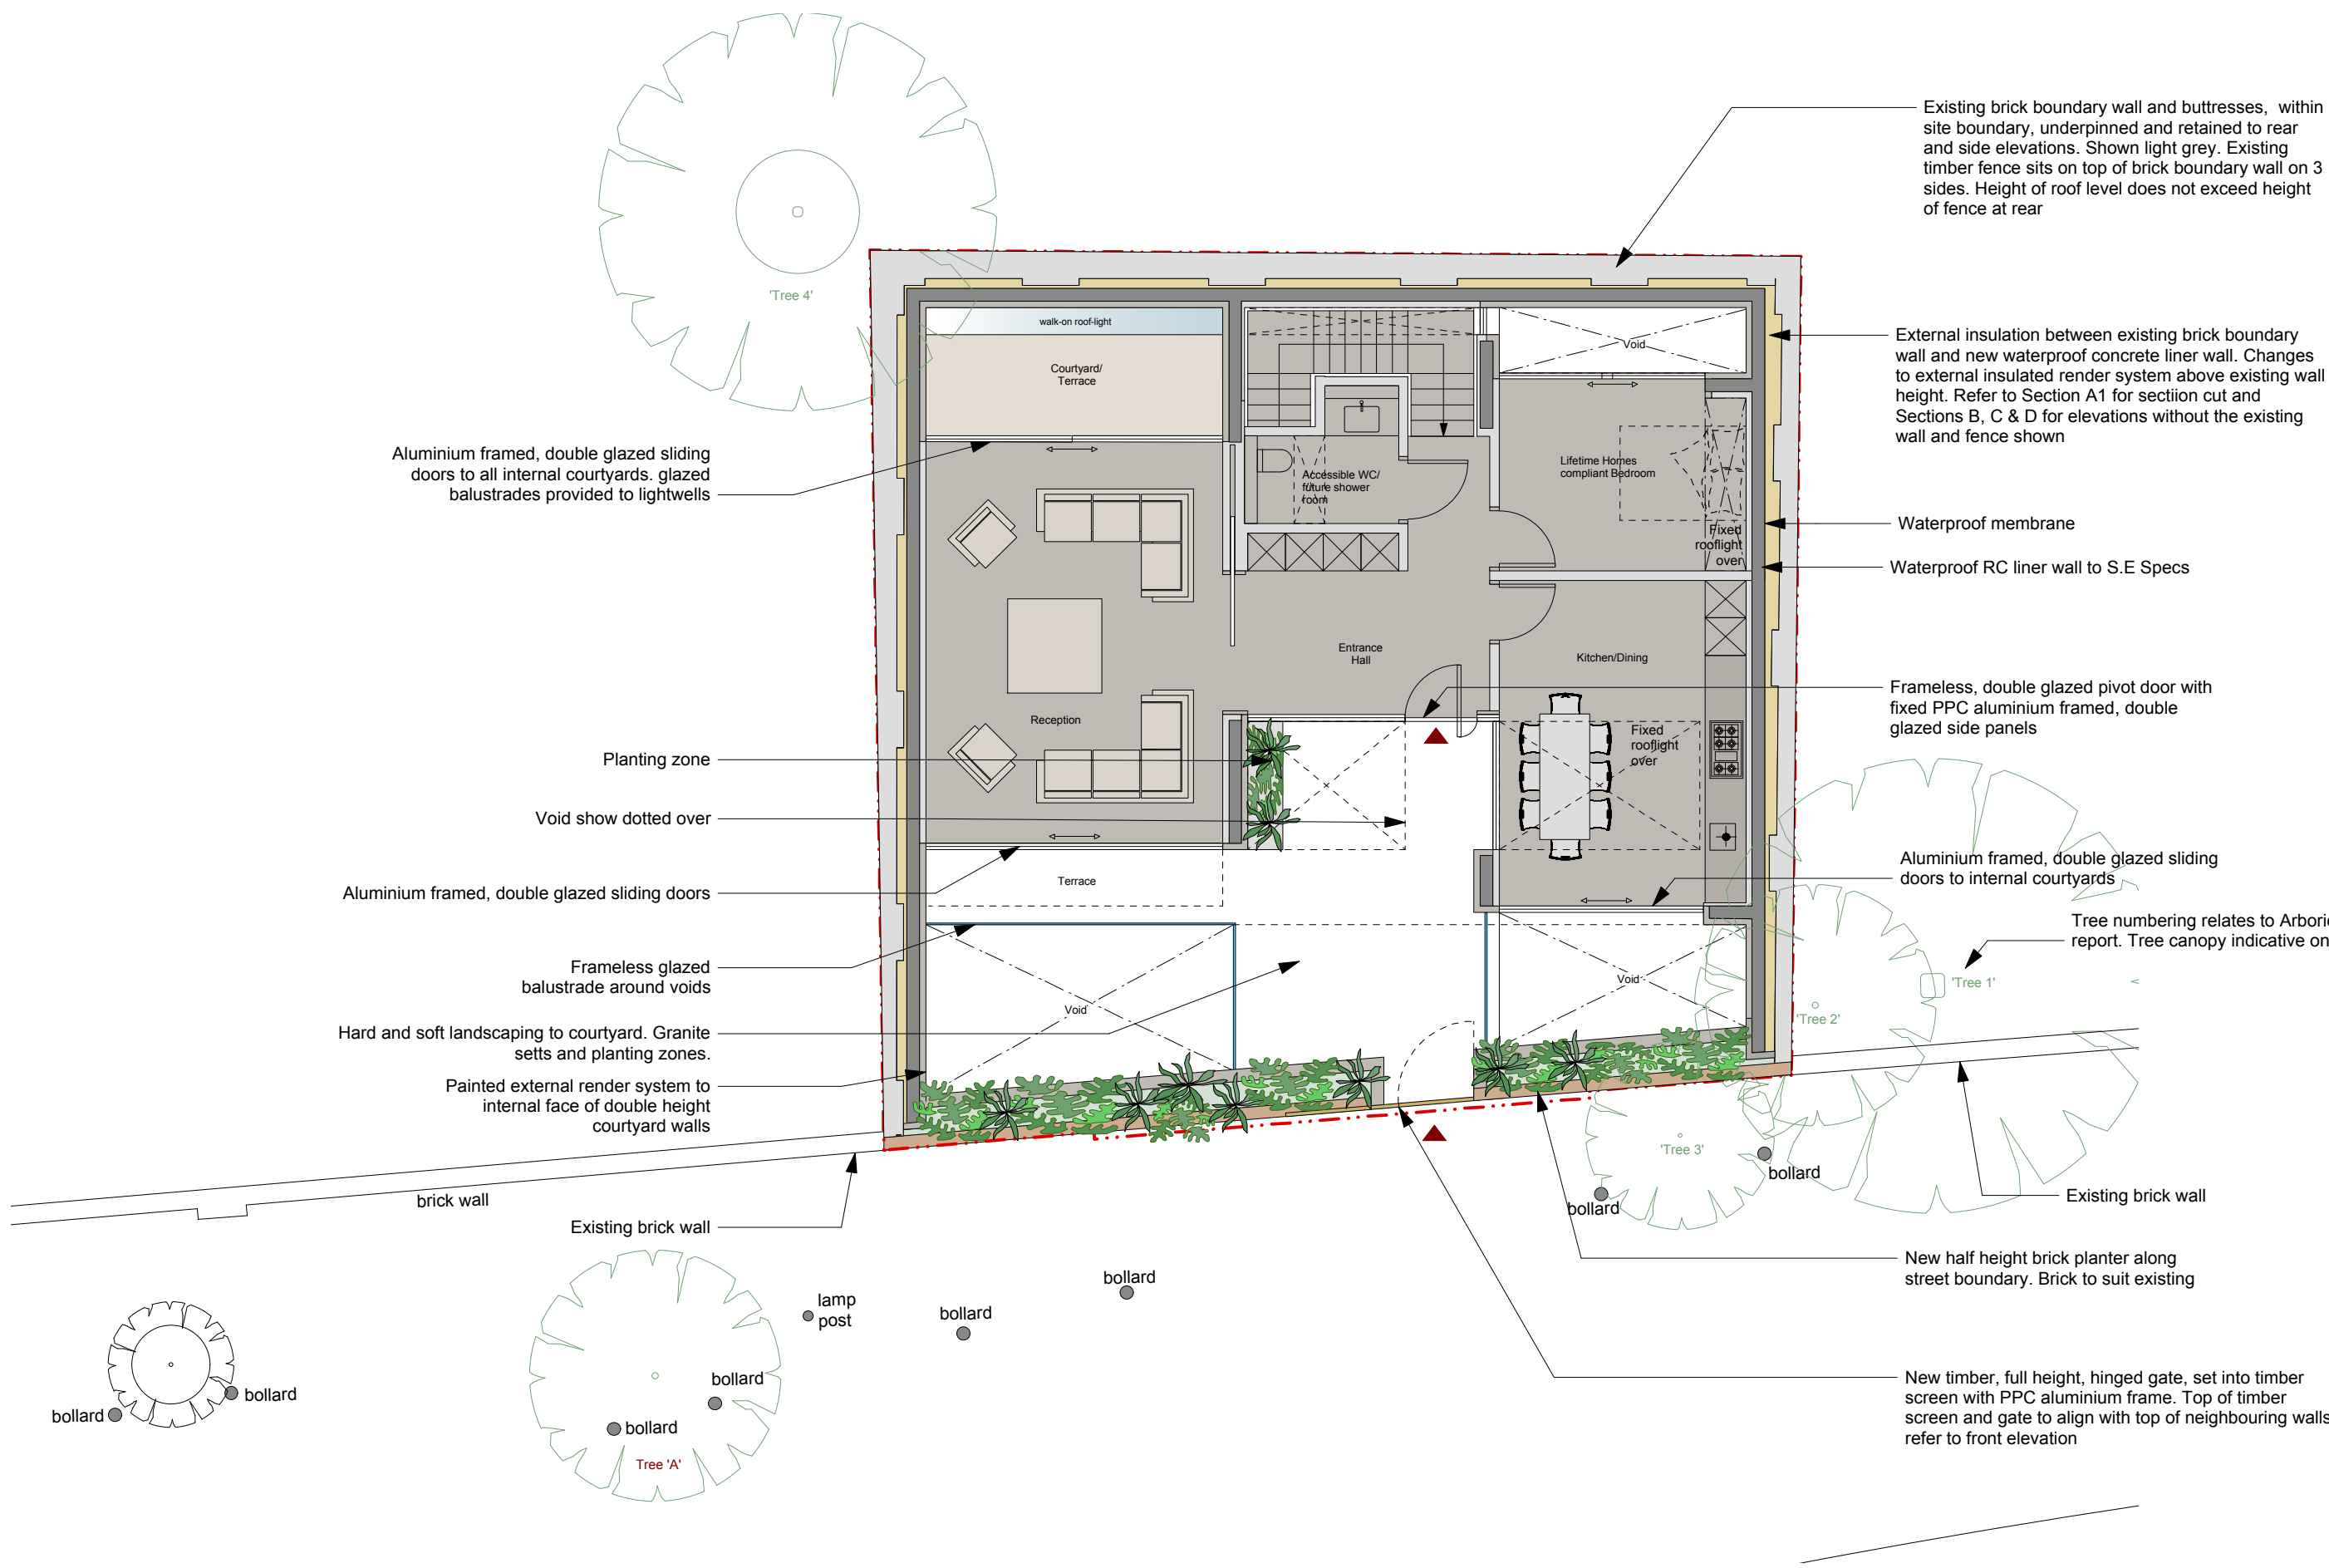 Existing brick boundary wall and buttresses, within
site boundary, underpinned and retained to rear
and side elevations. Shown light grey. Existing
timber fence sits on top of brick boundary wall on 3
sides. Height of roof level does not exceed height
of fence at rear
'Tree 4'
walk-on roof-light
Courtyard/
Terrace
Void
External insulation between existing brick boundary
wall and new waterproof concrete liner wall. Changes
to external insulated render system above existing wall
height. Refer to Section A1 for sectiion cut and
Sections B, C & D for elevations without the existing
wall and fence shown
Aluminium framed, double glazed sliding
doors to all internal courtyards. glazed
balustrades provided to lightwells
Accessible WC/
future shower
room
Lifetime Homes
compliant Bedroom
Fixed
rooflight
over
Waterproof membrane
Waterproof RC liner wall to S.E Specs
Entrance
Hall
Kitchen/Dining
Frameless, double glazed pivot door with
fixed PPC aluminium framed, double
glazed side panels
Reception
Fixed
rooflight
over
Planting zone
Void show dotted over
Aluminium framed, double glazed sliding doors
Terrace
Aluminium framed, double glazed sliding
doors to internal courtyards
Tree numbering relates to
report. Tree canopy indicative
Frameless glazed
balustrade around voids
Void
Void
'Tree 1'
'Tree 2'
Hard and soft landscaping to courtyard. Granite
setts and planting zones.
Painted external render system to
internal face of double height
courtyard walls
'Tree 3'
bollard
bollard
brick wall
Existing brick wall
Existing brick wall
New half height brick planter along
street boundary. Brick to suit existing
bollard
lamp
post
bollard
bollard
bollard
bollard
bollard
Tree 'A'
New timber, full height, hinged gate, set into timber
screen with PPC aluminium frame. Top of timber
screen and gate to align with top of neighbouring walls
refer to front elevation